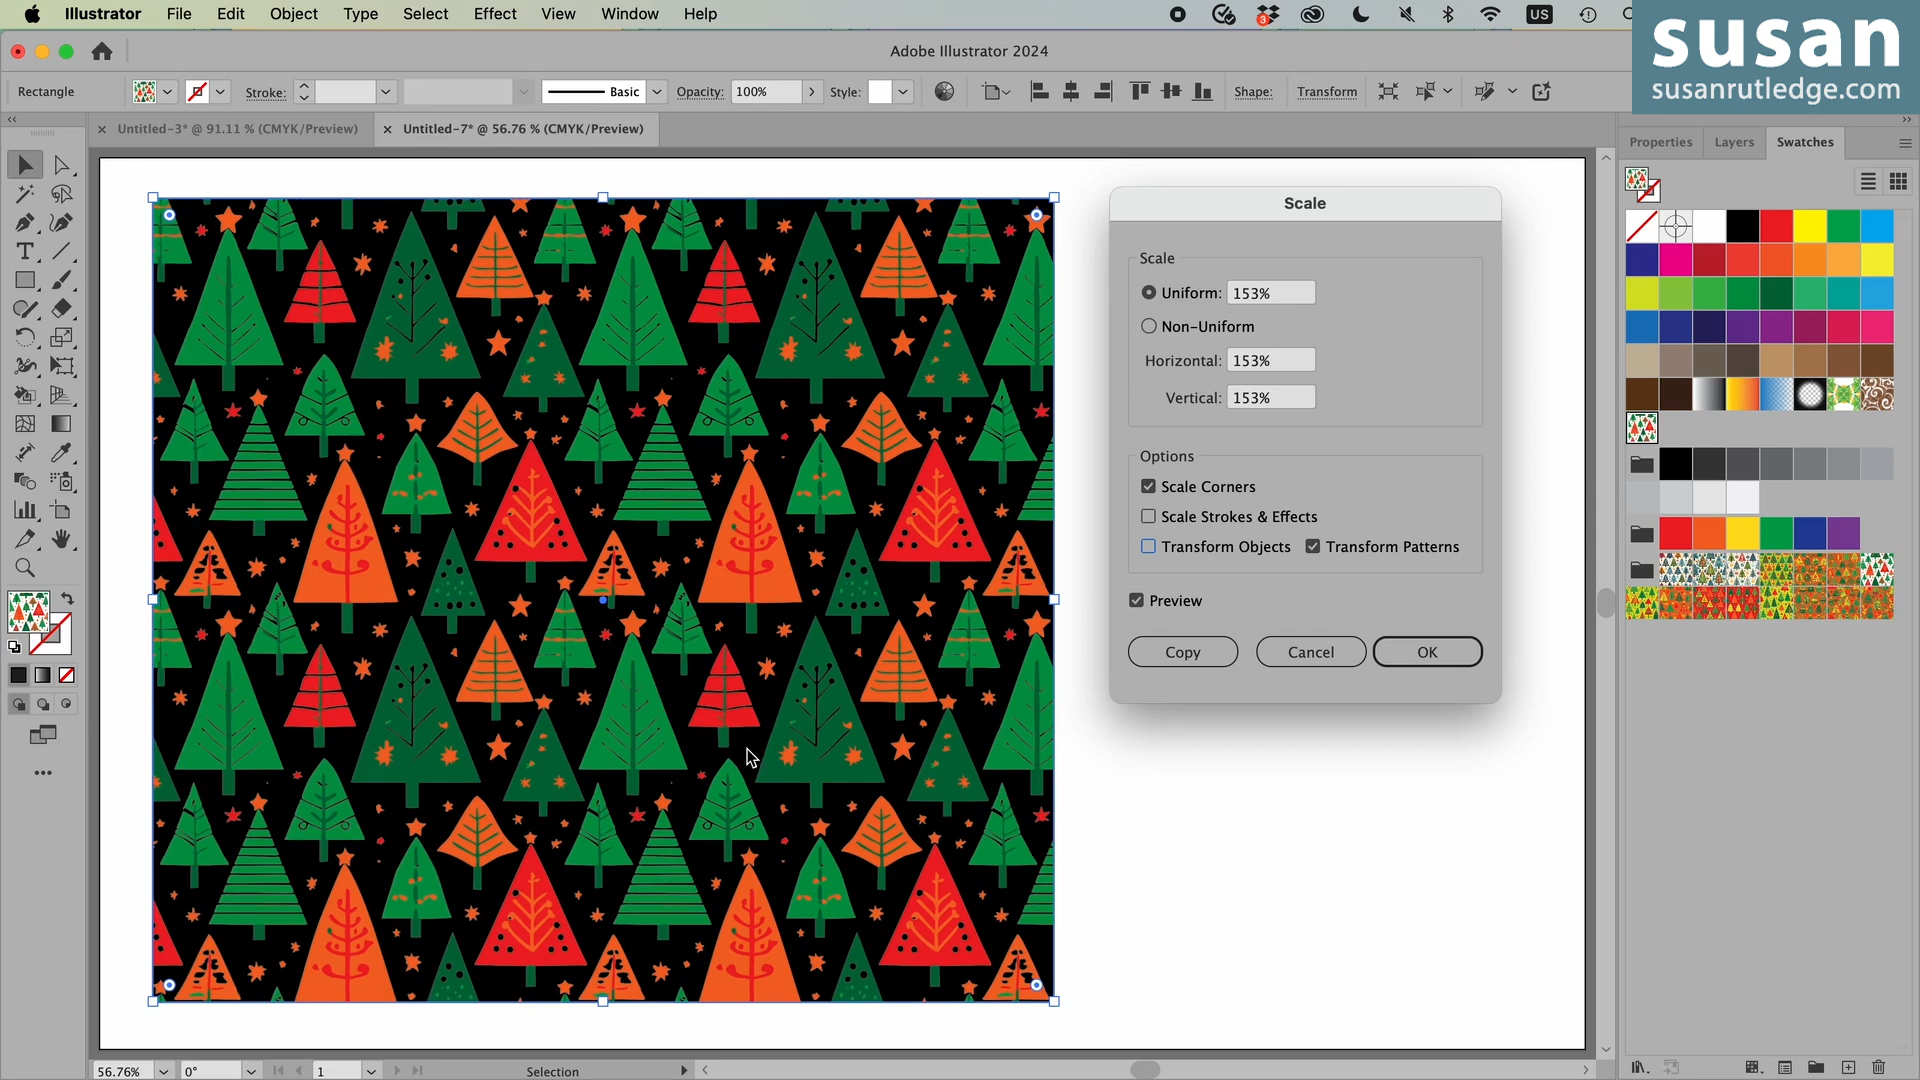 Illustrator File Edit Object Type Select Effect View Window Help
3
US
susan
susanrutledge.com
Adobe Illustrator 2024
Rectangle Stroke: Basic Opacity: 100% Style: Shape: Transform
Untitled-3* @ 91.11 % (CMYK/Preview) Untitled-7* @ 56.76 % (CMYK/Preview)
Properties Layers Swatches
Scale
Scale
Uniform: 153%
Non-Uniform
Horizontal: 153%
Vertical: 153%
Options
Scale Corners
Scale Strokes & Effects
Transform Objects Transform Patterns
Preview
Copy Cancel OK
56.76% 0° 1 Selection